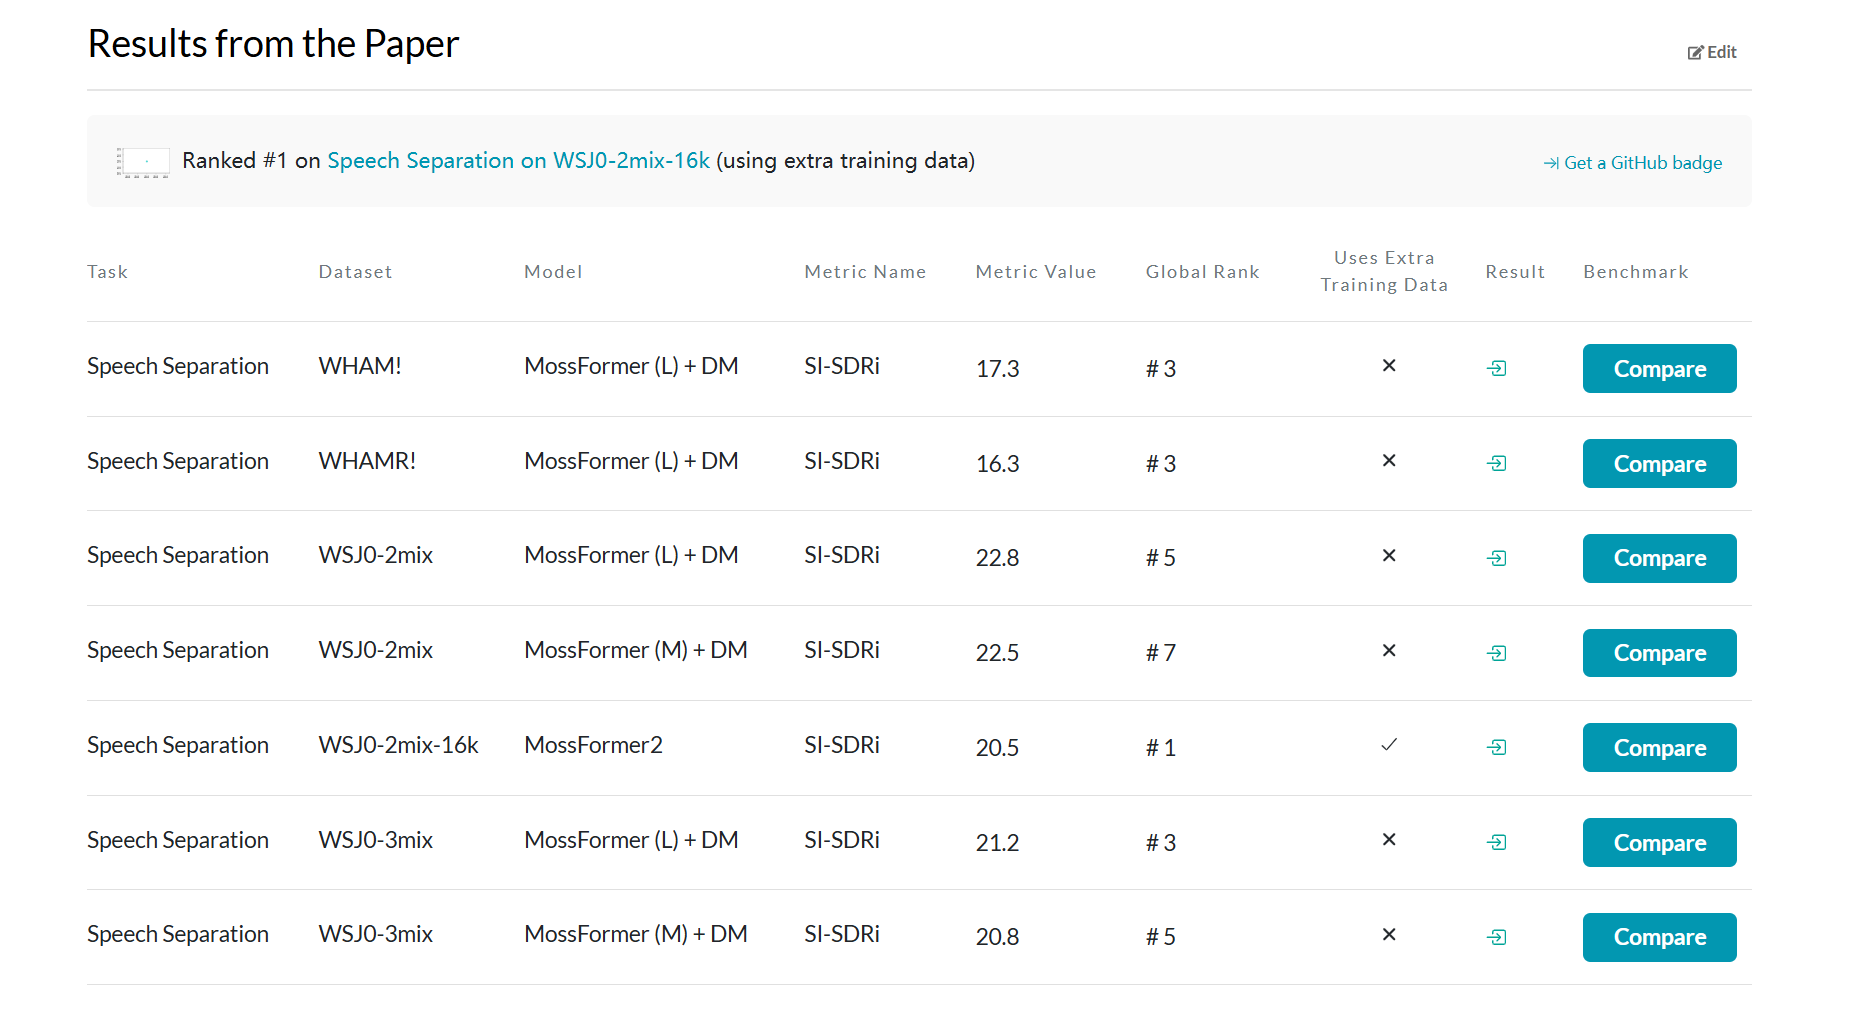 Results from the Paper
Edit
Ranked #1 on Speech Separation on WSJ0-2mix-16k (using extra training data)
Get a GitHub badge
Task Dataset Model Metric Name Metric Value Global Rank Uses Extra Training Data Result Benchmark
Speech Separation WHAM! MossFormer (L) + DM SI-SDRi 17.3 # 3 ✕ Compare
Speech Separation WHAMR! MossFormer (L) + DM SI-SDRi 16.3 # 3 ✕ Compare
Speech Separation WSJ0-2mix MossFormer (L) + DM SI-SDRi 22.8 # 5 ✕ Compare
Speech Separation WSJ0-2mix MossFormer (M) + DM SI-SDRi 22.5 # 7 ✕ Compare
Speech Separation WSJ0-2mix-16k MossFormer2 SI-SDRi 20.5 # 1 ✓ Compare
Speech Separation WSJ0-3mix MossFormer (L) + DM SI-SDRi 21.2 # 3 ✕ Compare
Speech Separation WSJ0-3mix MossFormer (M) + DM SI-SDRi 20.8 # 5 ✕ Compare